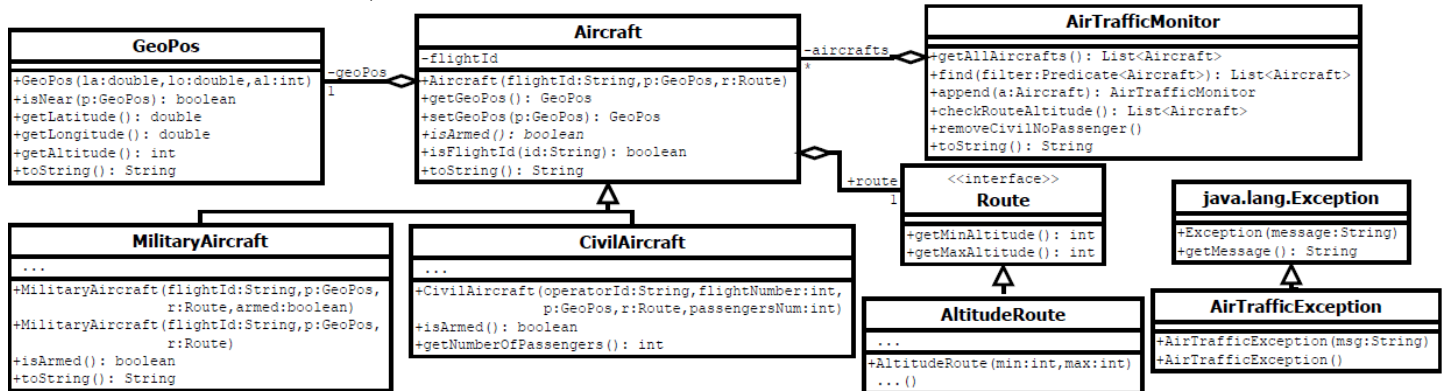 GeoPos
+GeoPos(la:double,lo:double,al:int)
+isNear(p:GeoPos): boolean
+getLatitude(): double
+getLongitude(): double
+getAltitude(): int
+toString(): String
-geoPos
1
Aircraft
-flightId
+Aircraft(flightId:String,p:GeoPos,r:Route)
+getGeoPos(): GeoPos
+setGeoPos(p:GeoPos): GeoPos
+isArmed(): boolean
+isFlightId(id:String): boolean
+toString(): String
-aircrafts
*
AirTrafficMonitor
+getAllAircrafts(): List<Aircraft>
+find(filter:Predicate<Aircraft>): List<Aircraft>
+append(a:Aircraft): AirTrafficMonitor
+checkRouteAltitude(): List<Aircraft>
+removeCivilNoPassenger()
+toString(): String
+route
1
<<interface>>
Route
+getMinAltitude(): int
+getMaxAltitude(): int
java.lang.Exception
+Exception(message:String)
+getMessage(): String
MilitaryAircraft
...
+MilitaryAircraft(flightId:String,p:GeoPos,
r:Route,armed:boolean)
+MilitaryAircraft(flightId:String,p:GeoPos,
r:Route)
+isArmed(): boolean
+toString(): String
CivilAircraft
...
+CivilAircraft(operatorId:String,flightNumber:int,
p:GeoPos,r:Route,passengersNum:int)
+isArmed(): boolean
+getNumberOfPassengers(): int
AltitudeRoute
...
+AltitudeRoute(min:int,max:int)
...()
AirTrafficException
+AirTrafficException(msg:String)
+AirTrafficException()